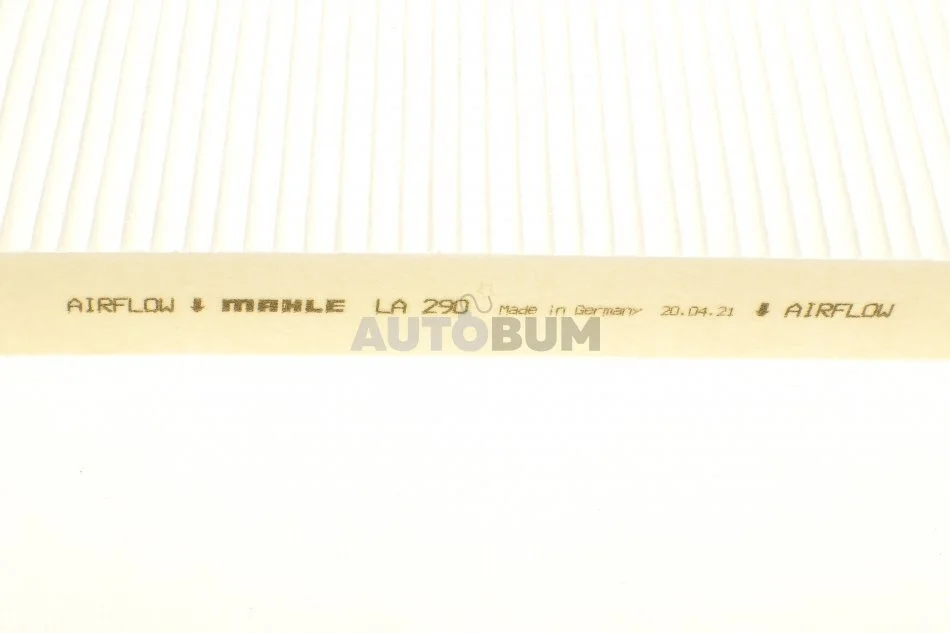 AIRFLOW ⬇ MAHLE LA 290 Made in Germany 20.04.21 ⬇ AIRFLOW
AUTOBUM